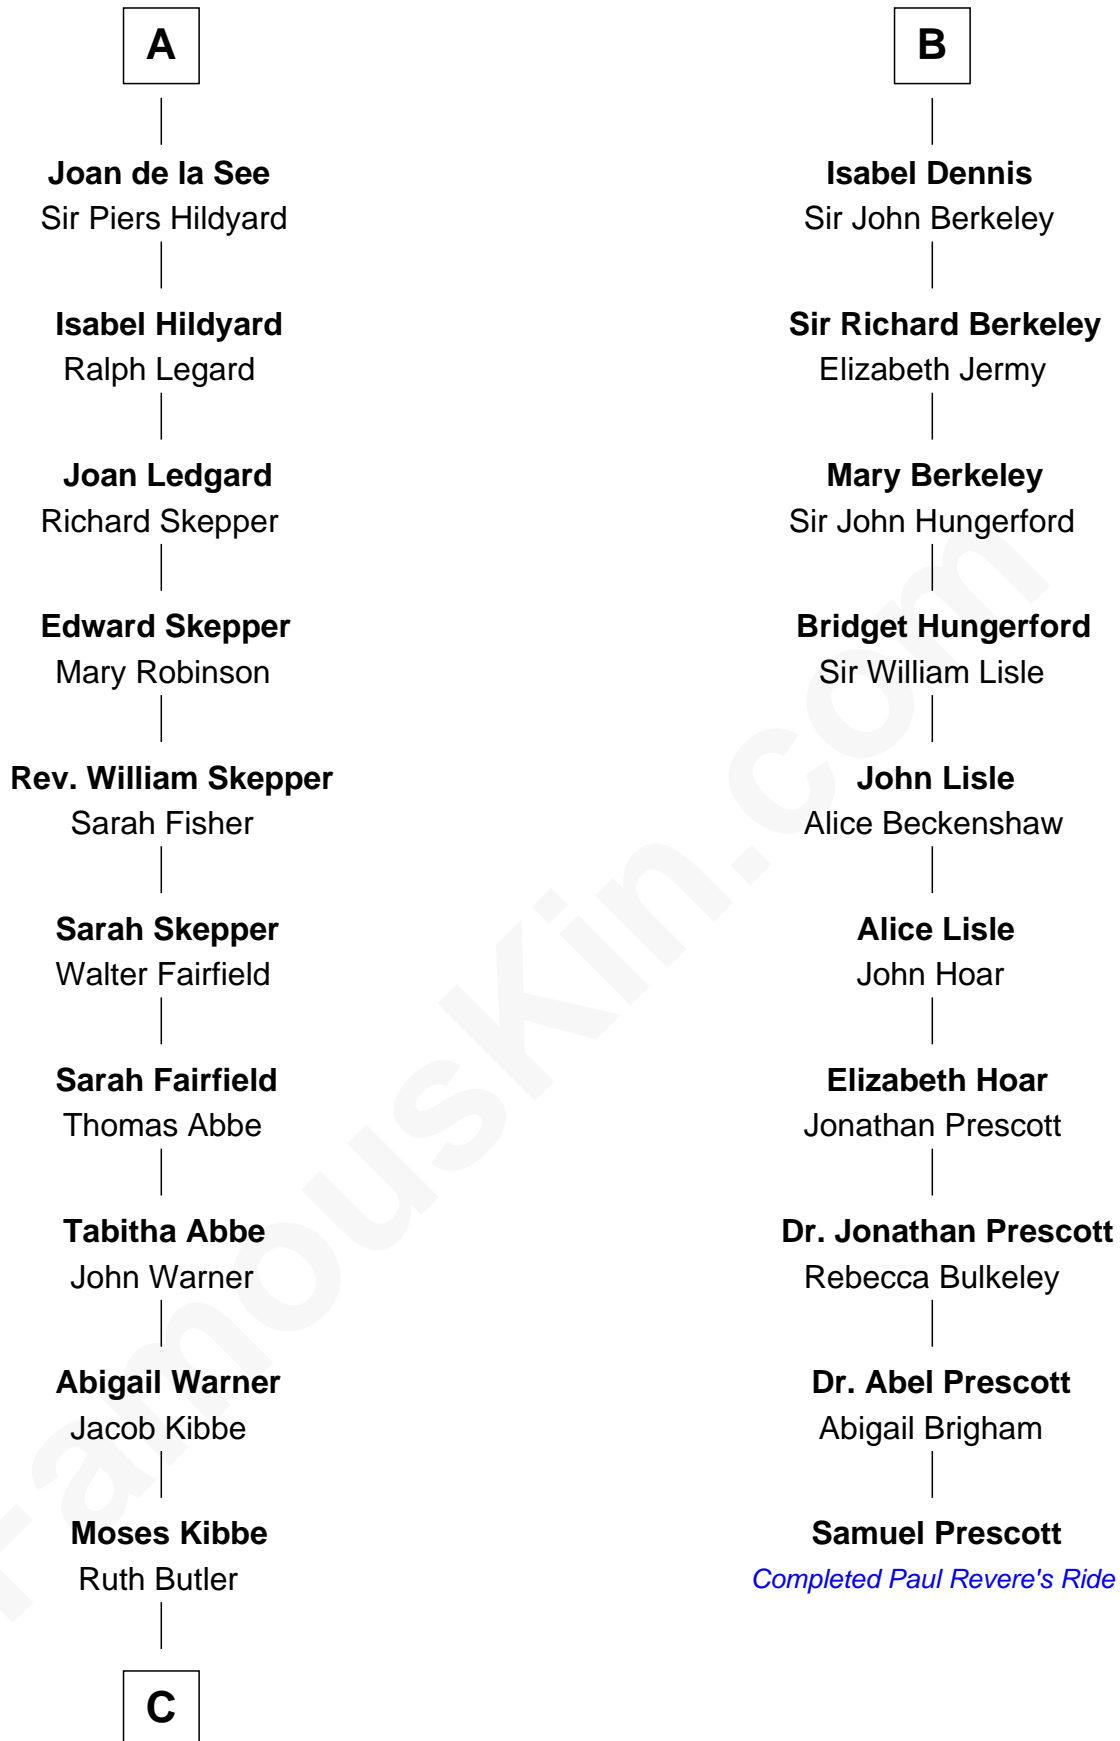 A
Joan de la See
Sir Piers Hildyard
Isabel Hildyard
Ralph Legard
Joan Ledgard
Richard Skepper
Edward Skepper
Mary Robinson
Rev. William Skepper
Sarah Fisher
Sarah Skepper
Walter Fairfield
Sarah Fairfield
Thomas Abbe
Tabitha Abbe
John Warner
Abigail Warner
Jacob Kibbe
Moses Kibbe
Ruth Butler
C
B
Isabel Dennis
Sir John Berkeley
Sir Richard Berkeley
Elizabeth Jermy
Mary Berkeley
Sir John Hungerford
Bridget Hungerford
Sir William Lisle
John Lisle
Alice Beckenshaw
Alice Lisle
John Hoar
Elizabeth Hoar
Jonathan Prescott
Dr. Jonathan Prescott
Rebecca Bulkeley
Dr. Abel Prescott
Abigail Brigham
Samuel Prescott
Completed Paul Revere's Ride
FamousKin.com